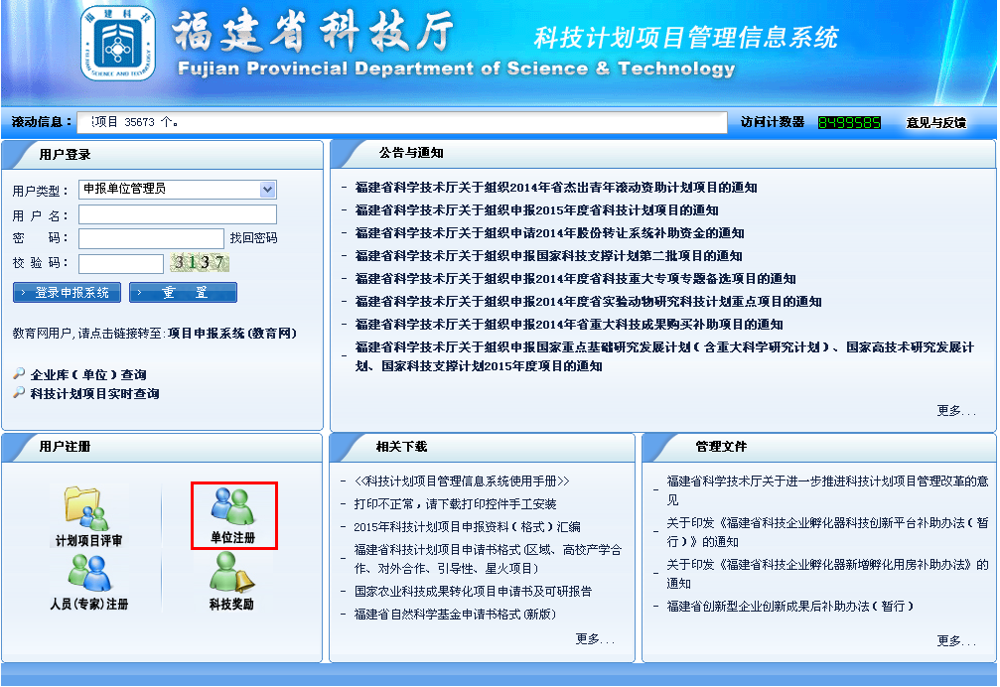 福建科技
FUJIAN SCIENCE AND TECHNOLOGY
福建省科技厅
科技计划项目管理信息系统
Fujian Provincial Department of Science & Technology
滚动信息：
项目 35673 个。
访问计数器
8499585
意见与反馈
用户登录
用户类型：
申报单位管理员
用 户 名：
密 码：
找回密码
校 验 码：
3137
登录申报系统
重 置
教育网用户,请点击链接转至:项目申报系统(教育网)
企业库（单位）查询
科技计划项目实时查询
公告与通知
- 福建省科学技术厅关于组织2014年省杰出青年滚动资助计划项目的通知
- 福建省科学技术厅关于组织申报2015年度省科技计划项目的通知
- 福建省科学技术厅关于组织申请2014年股份转让系统补助资金的通知
- 福建省科学技术厅关于组织申报国家科技支撑计划第二批项目的通知
- 福建省科学技术厅关于组织申报2014年度省科技重大专项专题备选项目的通知
- 福建省科学技术厅关于组织申报2014年度省实验动物研究科技计划重点项目的通知
- 福建省科学技术厅关于组织申报2014年省重大科技成果购买补助项目的通知
- 福建省科学技术厅关于组织申报国家重点基础研究发展计划（含重大科学研究计划）、国家高技术研究发展计
划、国家科技支撑计划2015年度项目的通知
更多...
用户注册
计划项目评审
单位注册
人员(专家)注册
科技奖励
相关下载
- <<科技计划项目管理信息系统使用手册>>
- 打印不正常，请下载打印控件手工安装
- 2015年科技计划项目申报资料（格式）汇编
- 福建省科技计划项目申请书格式(区域、高校产学合
作、对外合作、引导性、星火项目)
- 国家农业科技成果转化项目申请书及可研报告
- 福建省自然科学基金申请书格式(新版)
更多...
管理文件
- 福建省科学技术厅关于进一步推进科技计划项目管理改革的意
见
- 关于印发《福建省科技企业孵化器科技创新平台补助办法（暂
行）》的通知
- 关于印发《福建省科技企业孵化器新增孵化用房补助办法》的
通知
- 福建省创新型企业创新成果后补助办法（暂行）
更多...